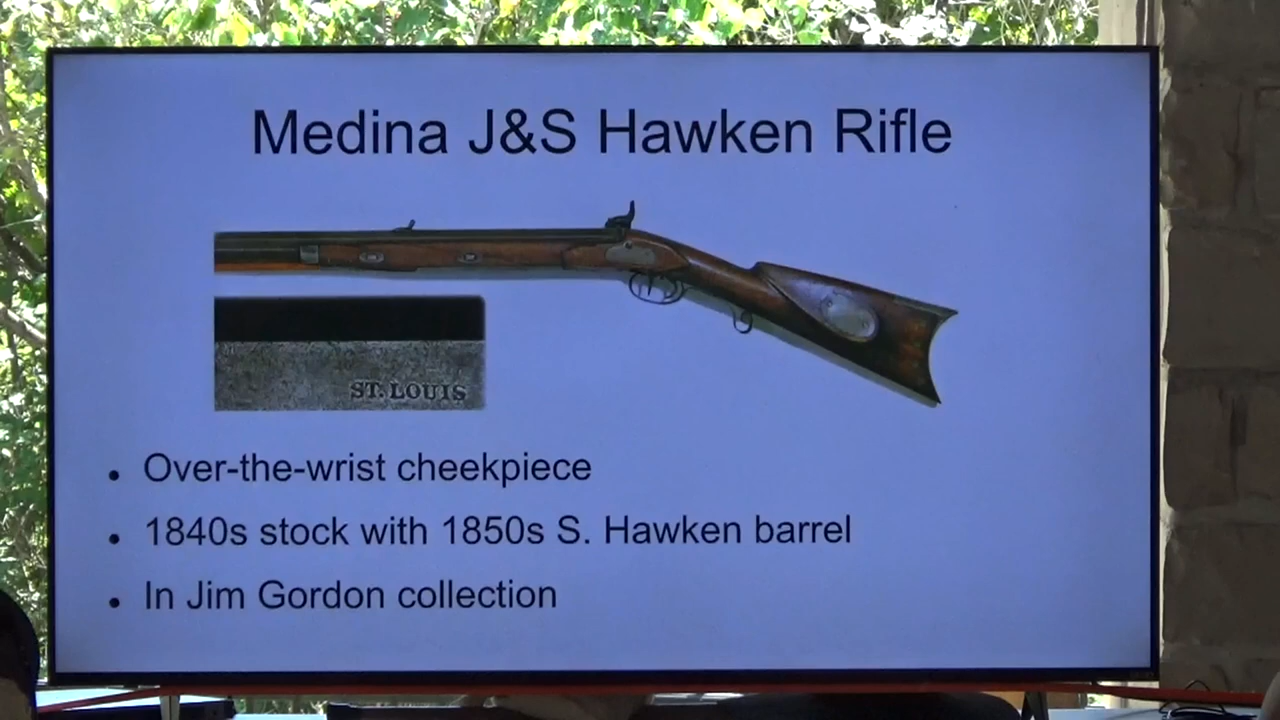 Medina J&S Hawken Rifle
ST. LOUIS
• Over-the-wrist cheekpiece
• 1840s stock with 1850s S. Hawken barrel
• In Jim Gordon collection